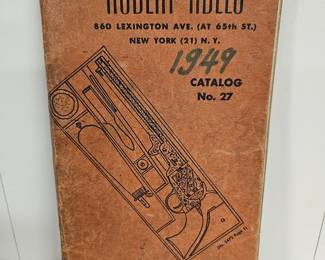 ROBERT ABELS
860 LEXINGTON AVE. (AT 65th ST.)
NEW YORK (21) N. Y.
1949
CATALOG
No. 27